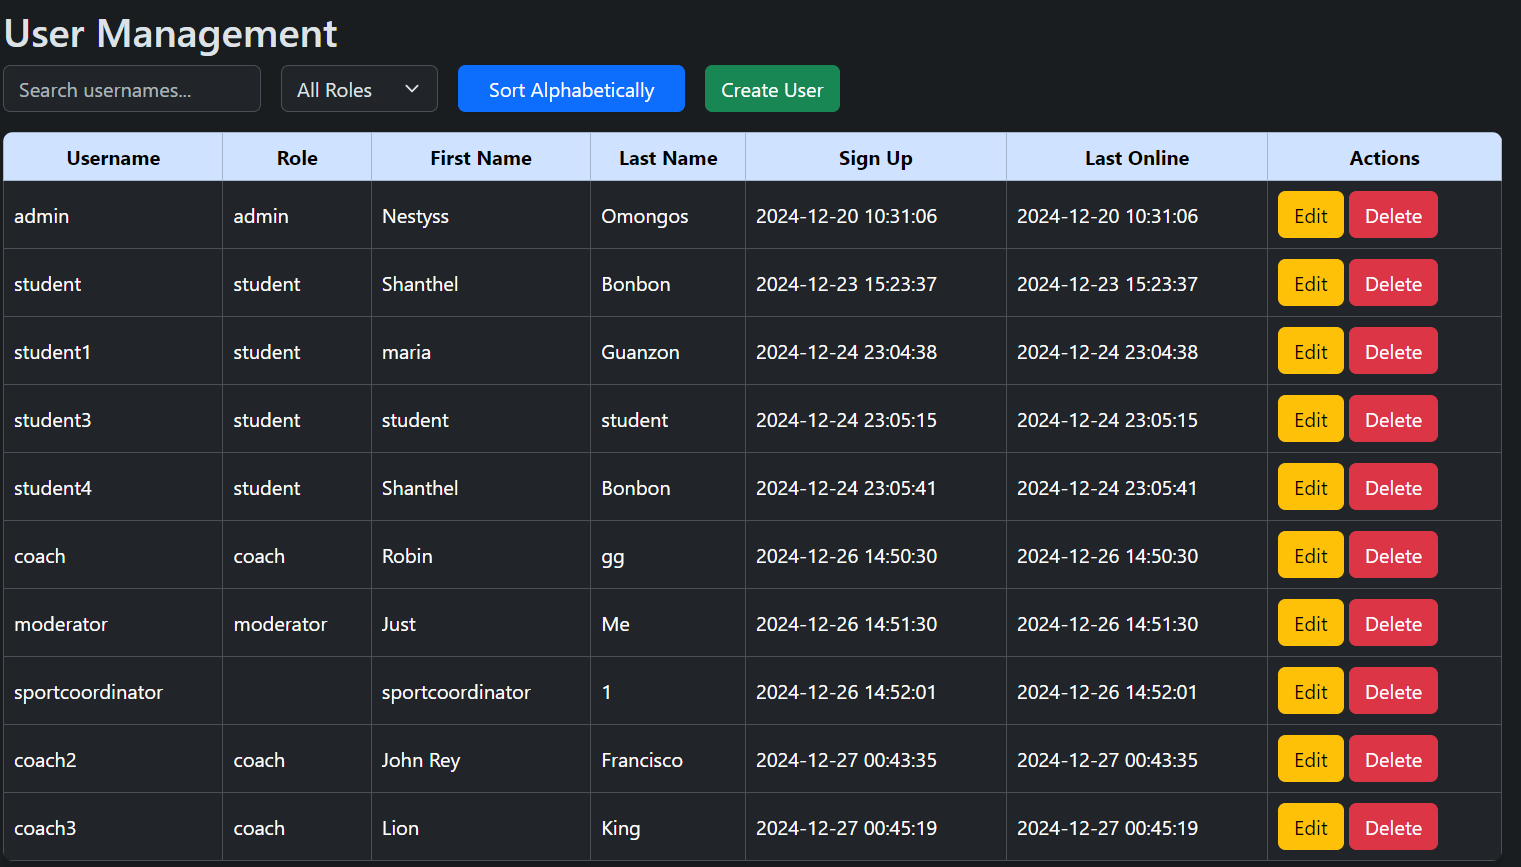 User Management
Search usernames... All Roles Sort Alphabetically Create User
Username Role First Name Last Name Sign Up Last Online Actions
admin admin Nestyss Omongos 2024-12-20 10:31:06 2024-12-20 10:31:06 Edit Delete
student student Shanthel Bonbon 2024-12-23 15:23:37 2024-12-23 15:23:37 Edit Delete
student1 student maria Guanzon 2024-12-24 23:04:38 2024-12-24 23:04:38 Edit Delete
student3 student student student 2024-12-24 23:05:15 2024-12-24 23:05:15 Edit Delete
student4 student Shanthel Bonbon 2024-12-24 23:05:41 2024-12-24 23:05:41 Edit Delete
coach coach Robin gg 2024-12-26 14:50:30 2024-12-26 14:50:30 Edit Delete
moderator moderator Just Me 2024-12-26 14:51:30 2024-12-26 14:51:30 Edit Delete
sportcoordinator sportcoordinator 1 2024-12-26 14:52:01 2024-12-26 14:52:01 Edit Delete
coach2 coach John Rey Francisco 2024-12-27 00:43:35 2024-12-27 00:43:35 Edit Delete
coach3 coach Lion King 2024-12-27 00:45:19 2024-12-27 00:45:19 Edit Delete